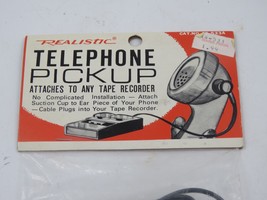 REALISTIC
TELEPHONE
PICKUP
ATTACHES TO ANY TAPE RECORDER
No Complicated Installation — Attach
Suction Cup to Ear Piece of Your Phone
— Cable Plugs into Your Tape Recorder.